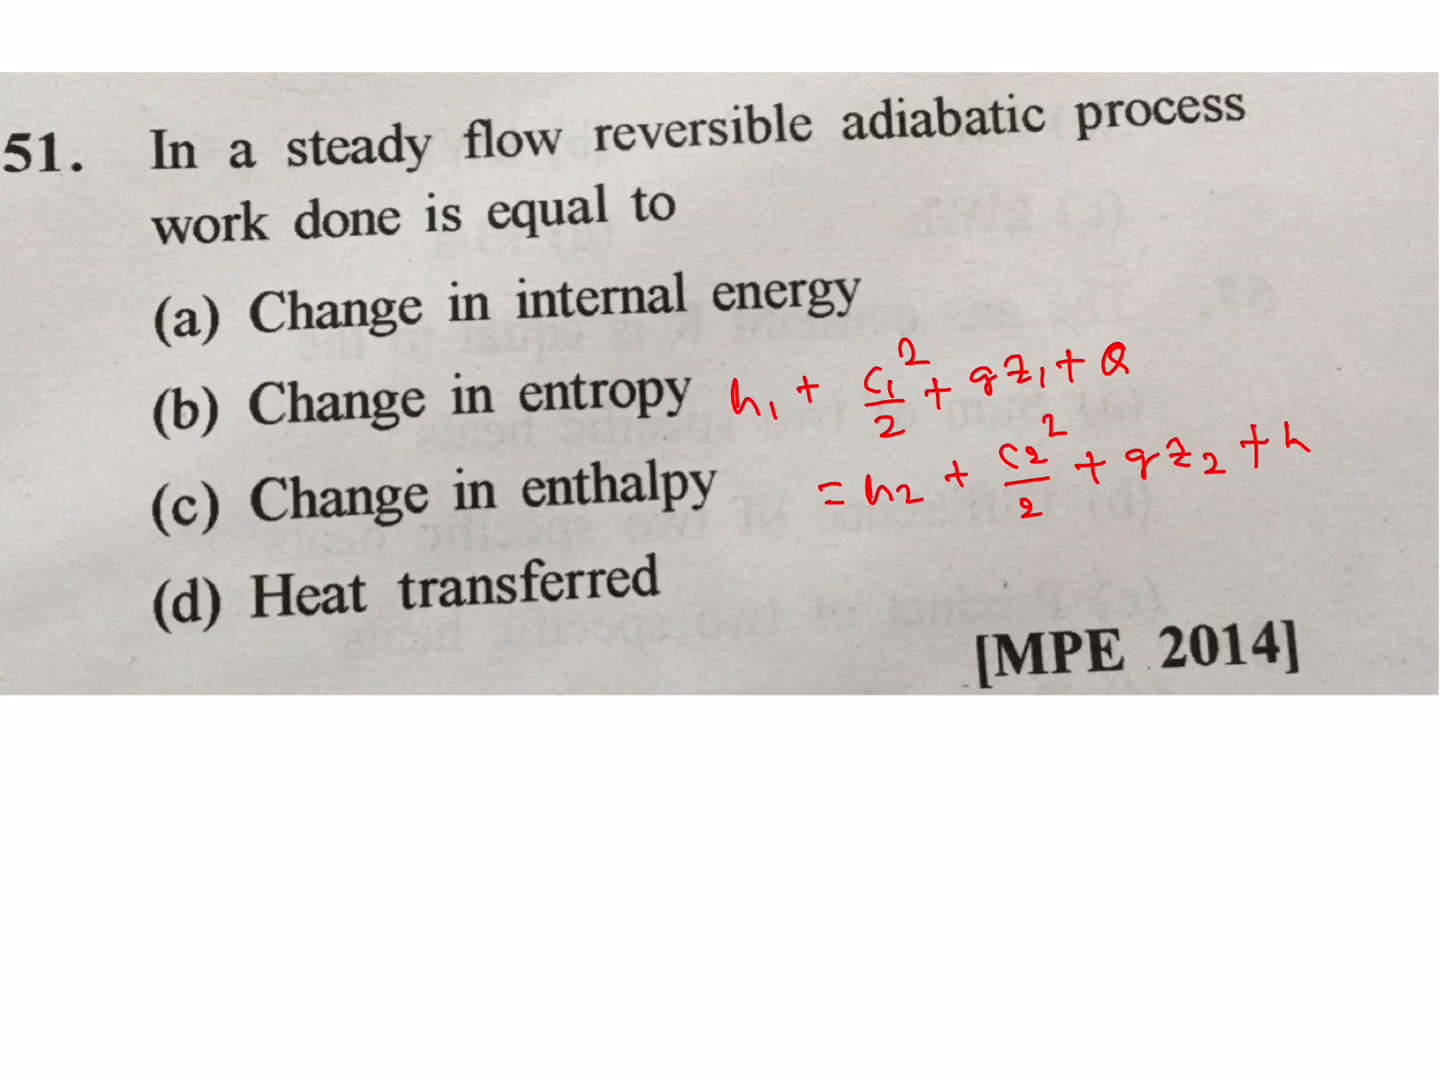 51. In a steady flow reversible adiabatic process
work done is equal to
(a) Change in internal energy
(b) Change in entropy h₁ + c₁²/2 + gz₁ + Q
(c) Change in enthalpy = h₂ + c₂²/2 + gz₂ + h
(d) Heat transferred
[MPE 2014]